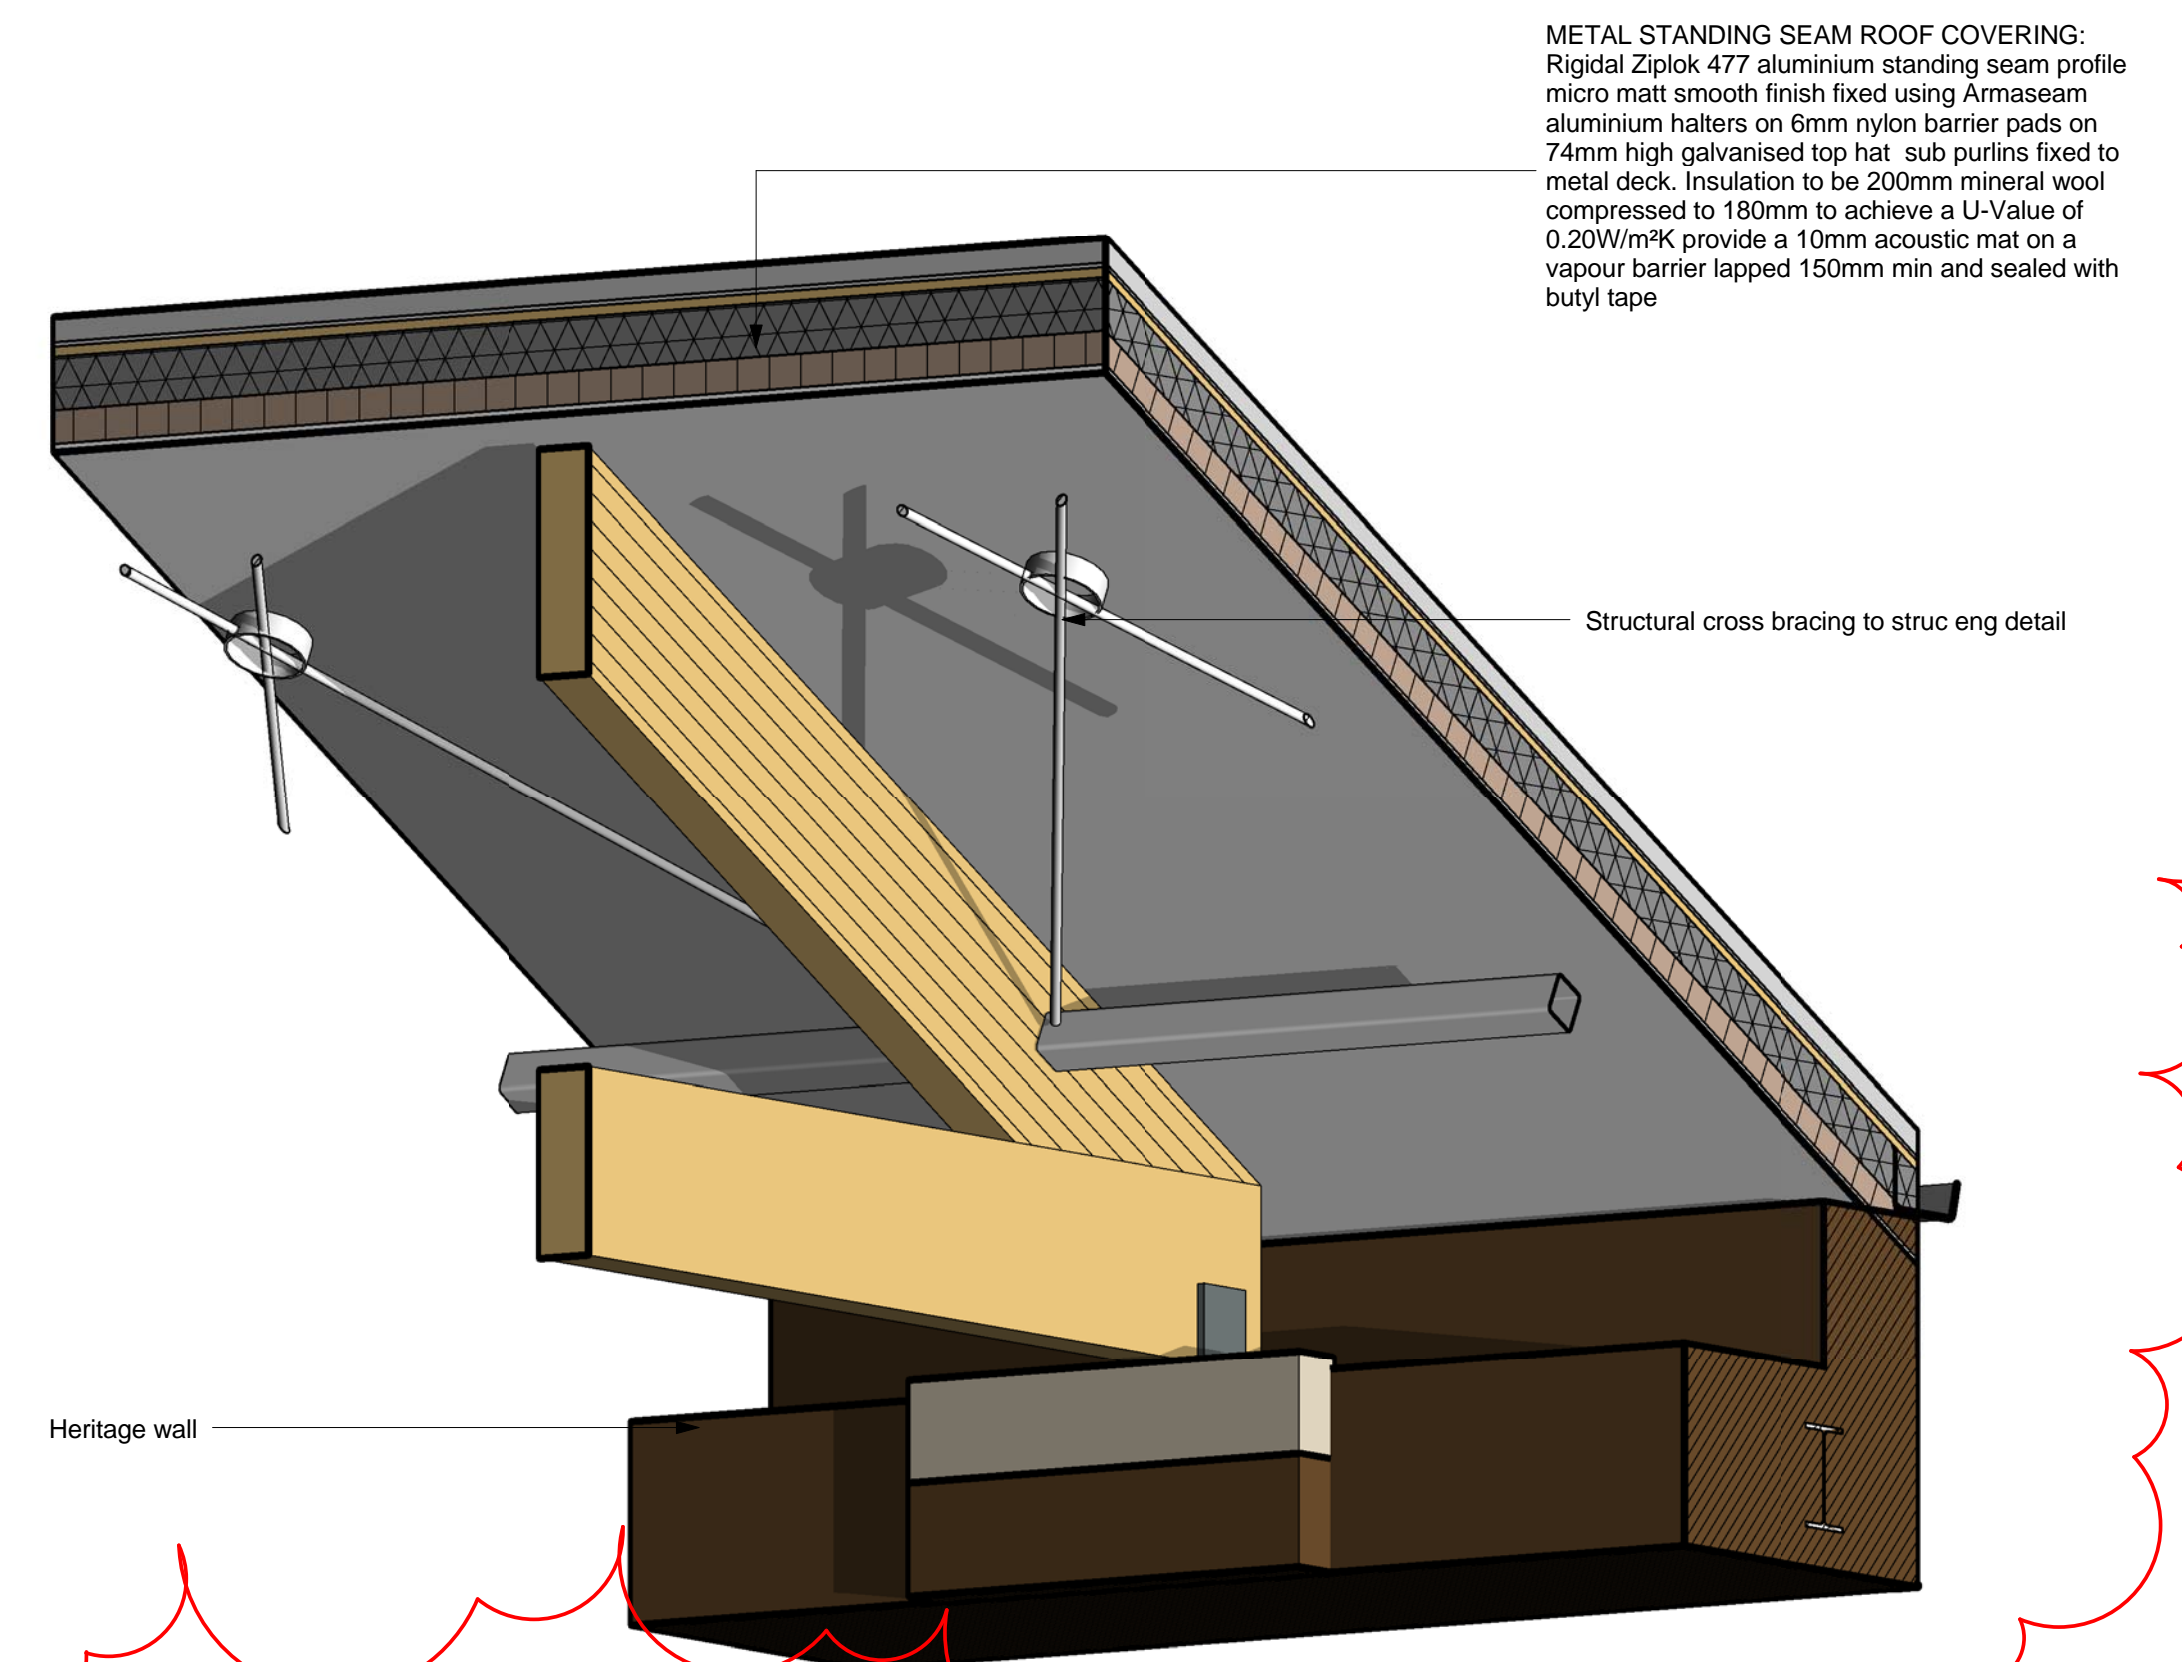 METAL STANDING SEAM ROOF COVERING:
Rigidal Ziplok 477 aluminium standing seam profile
micro matt smooth finish fixed using Armaseam
aluminium halters on 6mm nylon barrier pads on
74mm high galvanised top hat  sub purlins fixed to
metal deck. Insulation to be 200mm mineral wool
compressed to 180mm to achieve a U-Value of
0.20W/m²K provide a 10mm acoustic mat on a
vapour barrier lapped 150mm min and sealed with
butyl tape
Structural cross bracing to struc eng detail
Heritage wall